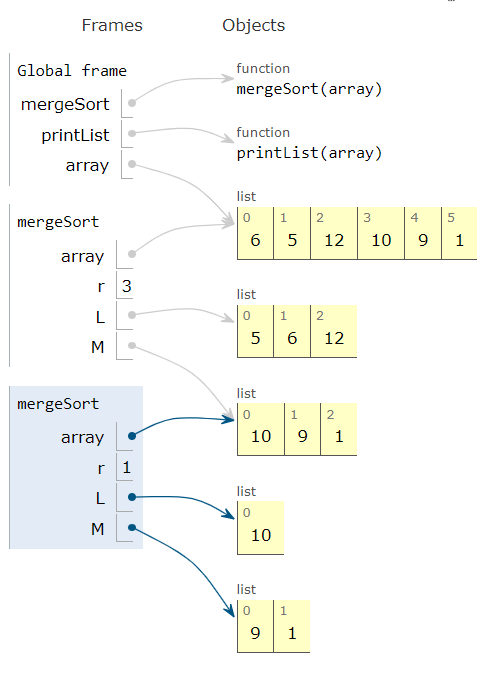 Frames Objects
Global frame
mergeSort
printList
array
function
mergeSort(array)
function
printList(array)
list
0 1 2 3 4 5
6 5 12 10 9 1
mergeSort
array
r 3
L
M
list
0 1 2
5 6 12
list
0 1 2
10 9 1
mergeSort
array
r 1
L
M
list
0
10
list
0 1
9 1